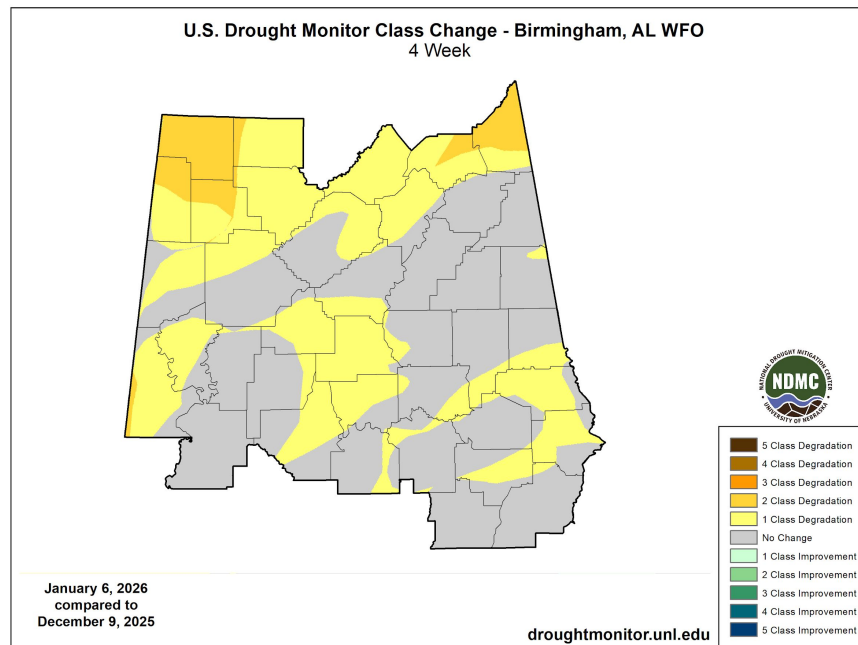 U.S. Drought Monitor Class Change - Birmingham, AL WFO
4 Week
NATIONAL DROUGHT MITIGATION CENTER
NDMC
UNIVERSITY OF NEBRASKA
5 Class Degradation
4 Class Degradation
3 Class Degradation
2 Class Degradation
1 Class Degradation
No Change
1 Class Improvement
2 Class Improvement
3 Class Improvement
4 Class Improvement
5 Class Improvement
January 6, 2026
compared to
December 9, 2025
droughtmonitor.unl.edu